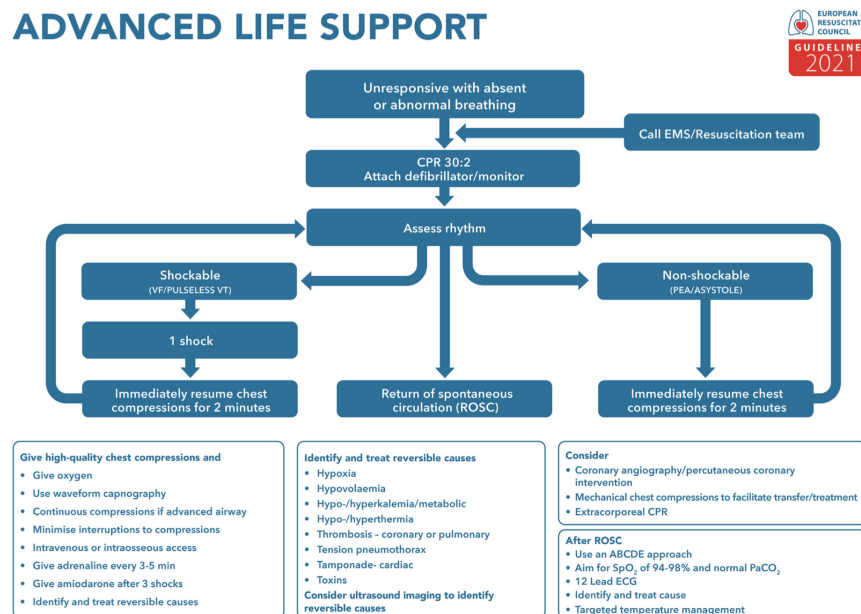 ADVANCED LIFE SUPPORT
EUROPEAN
RESUSCITAT
COUNCIL
GUIDELINE
2021
Unresponsive with absent
or abnormal breathing
Call EMS/Resuscitation team
CPR 30:2
Attach defibrillator/monitor
Assess rhythm
Shockable
(VF/PULSELESS VT)
Non-shockable
(PEA/ASYSTOLE)
1 shock
Immediately resume chest
compressions for 2 minutes
Return of spontaneous
circulation (ROSC)
Immediately resume chest
compressions for 2 minutes
Give high-quality chest compressions and
• Give oxygen
• Use waveform capnography
• Continuous compressions if advanced airway
• Minimise interruptions to compressions
• Intravenous or intraosseous access
• Give adrenaline every 3-5 min
• Give amiodarone after 3 shocks
• Identify and treat reversible causes
Identify and treat reversible causes
• Hypoxia
• Hypovolaemia
• Hypo-/hyperkalemia/metabolic
• Hypo-/hyperthermia
• Thrombosis – coronary or pulmonary
• Tension pneumothorax
• Tamponade- cardiac
• Toxins
Consider ultrasound imaging to identify
reversible causes
Consider
• Coronary angiography/percutaneous coronary
intervention
• Mechanical chest compressions to facilitate transfer/treatment
• Extracorporeal CPR
After ROSC
• Use an ABCDE approach
• Aim for SpO₂ of 94-98% and normal PaCO₂
• 12 Lead ECG
• Identify and treat cause
• Targeted temperature management